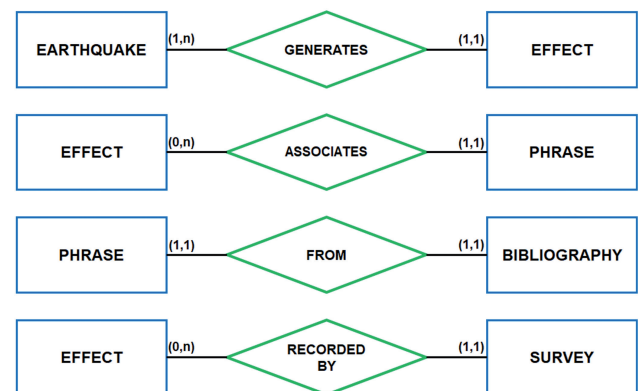 EARTHQUAKE (1,n) GENERATES (1,1) EFFECT
EFFECT (0,n) ASSOCIATES (1,1) PHRASE
PHRASE (1,1) FROM (1,1) BIBLIOGRAPHY
EFFECT (0,n) RECORDED
BY (1,1) SURVEY